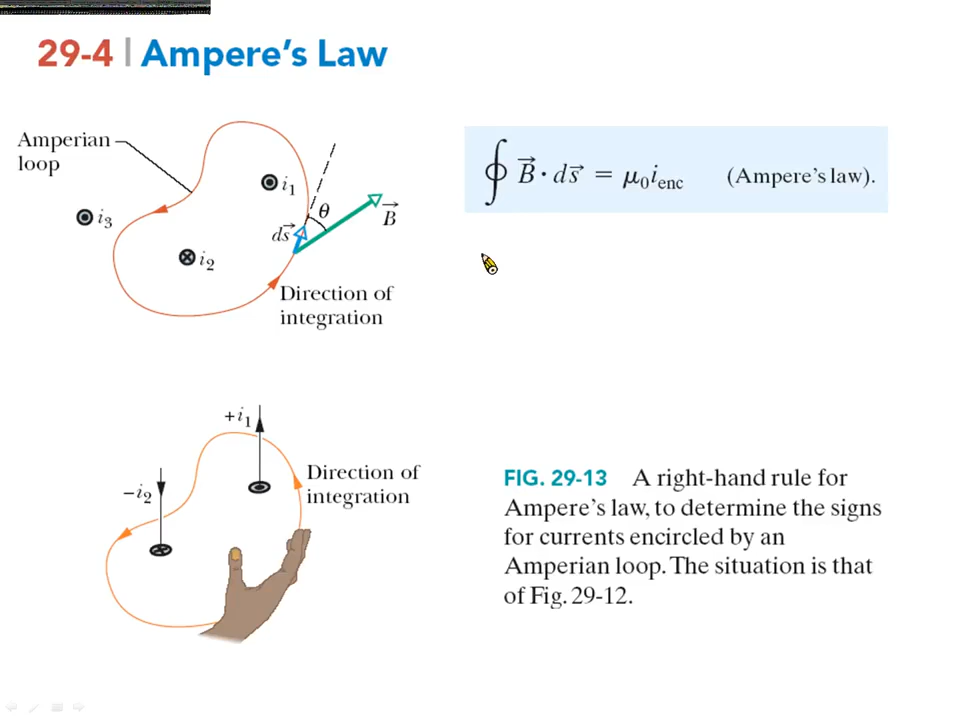 29-4 | Ampere's Law
Amperian
loop
i₁
i₃
i₂
θ
B⃗
ds⃗
Direction of
integration
∮ B⃗ · ds⃗ = μ₀i_enc (Ampere's law).
+i₁
−i₂
Direction of
integration
FIG. 29-13 A right-hand rule for
Ampere's law, to determine the signs
for currents encircled by an
Amperian loop. The situation is that
of Fig. 29-12.